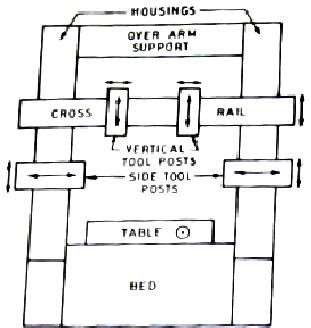 HOUSINGS
OVER ARM
SUPPORT
CROSS
RAIL
VERTICAL
TOOL POSTS
SIDE TOOL
POSTS
TABLE
BED